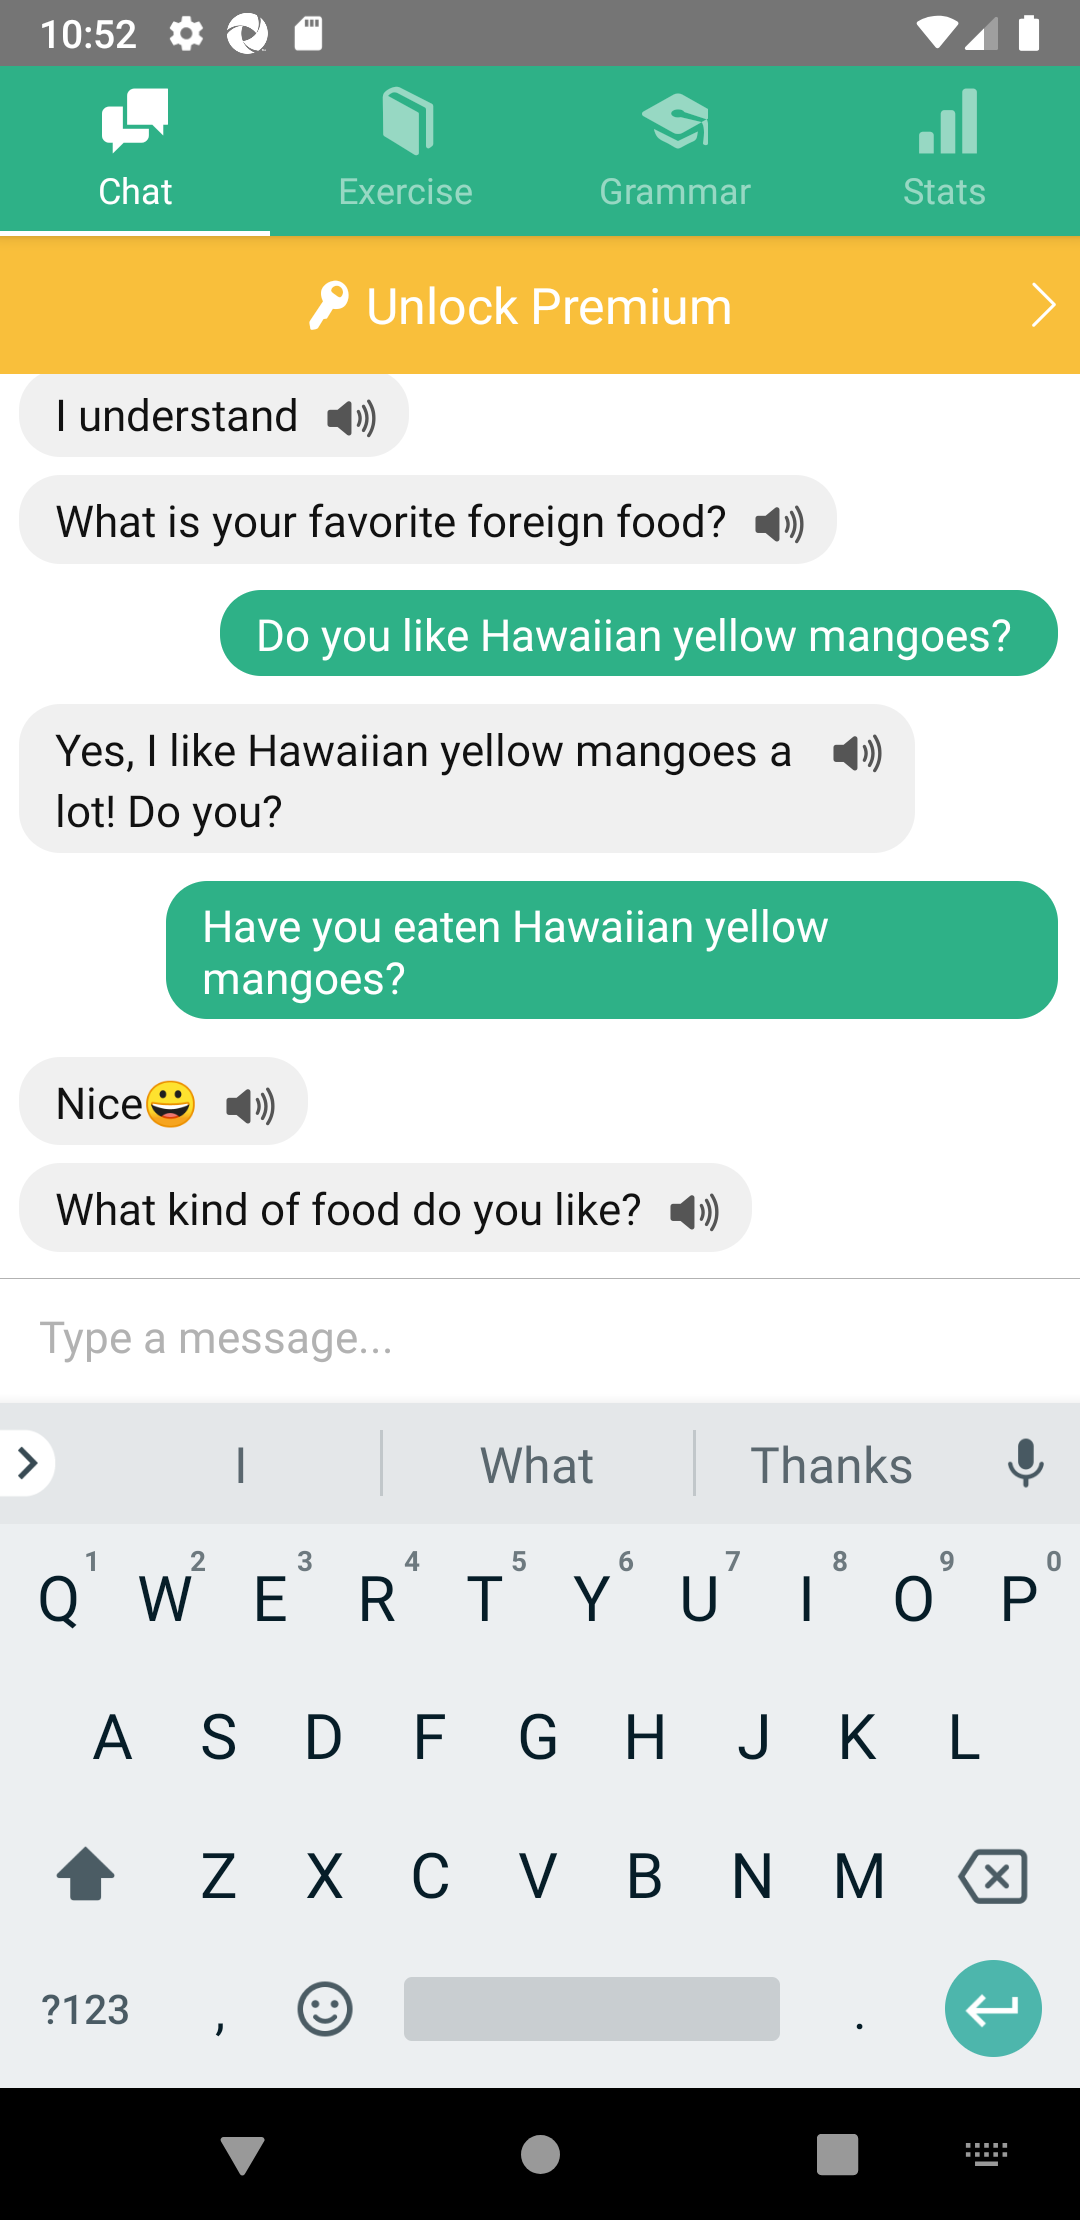 10:52
Chat
Exercise
Grammar
Stats
Unlock Premium
I understand
What is your favorite foreign food?
Do you like Hawaiian yellow mangoes?
Yes, I like Hawaiian yellow mangoes a
lot! Do you?
Have you eaten Hawaiian yellow
mangoes?
Nice😀
What kind of food do you like?
Type a message...
I What Thanks
1 2 3 4 5 6 7 8 9 0
Q W E R T Y U I O P
A S D F G H J K L
Z X C V B N M
?123 , .